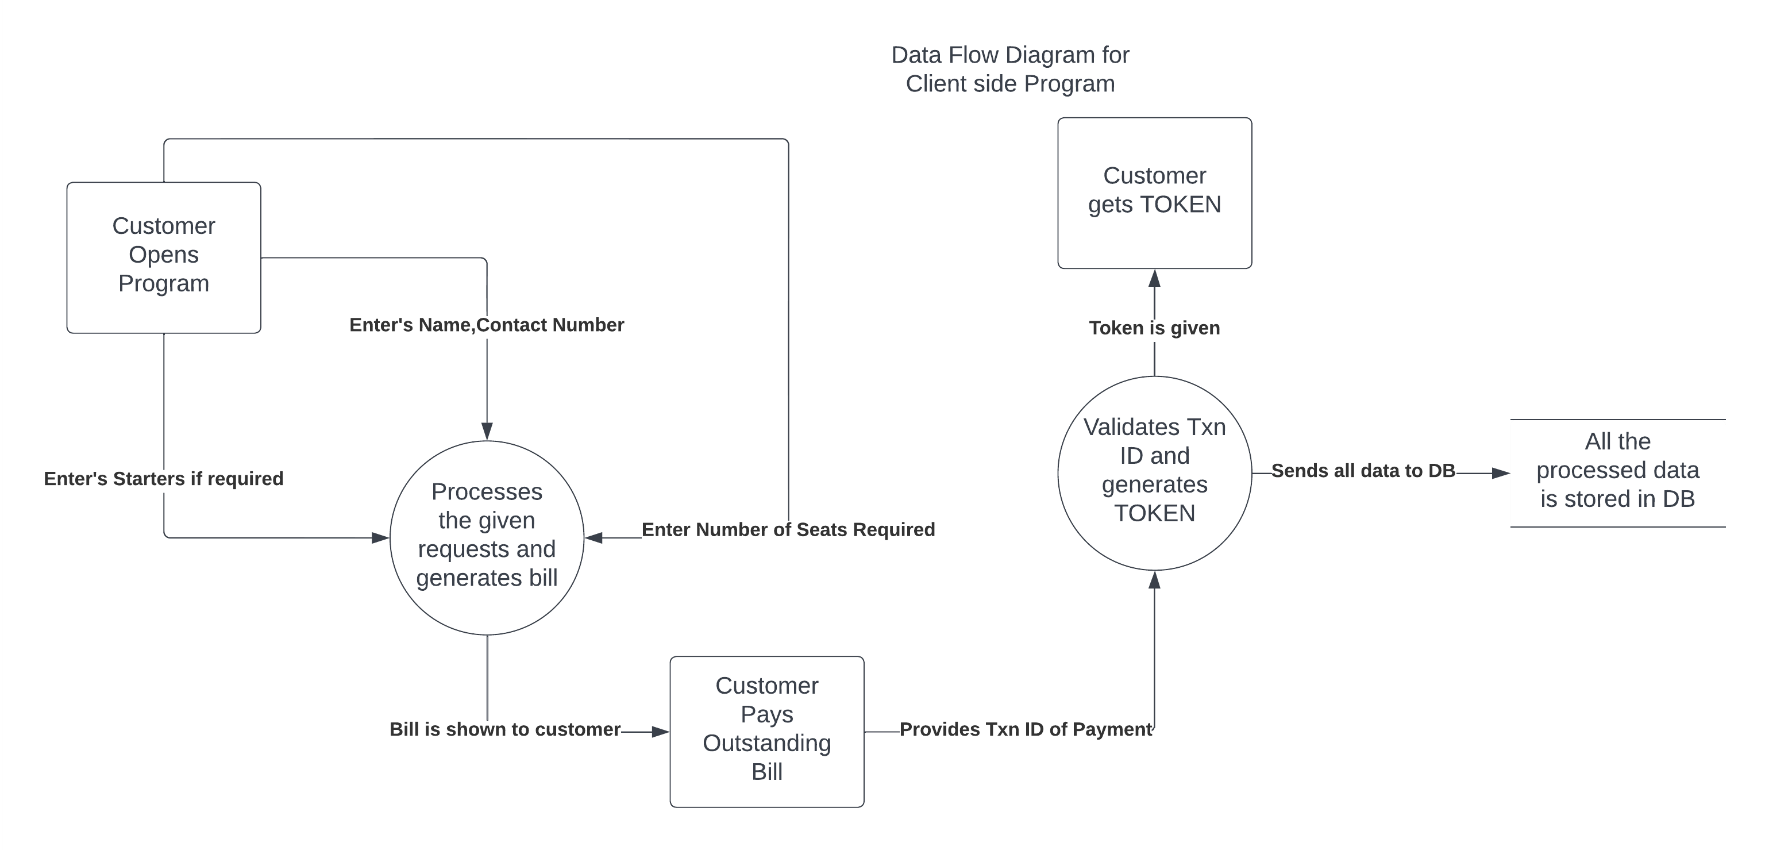 Data Flow Diagram for
Client side Program
Customer
Opens
Program
Enter's Name,Contact Number
Enter's Starters if required
Enter Number of Seats Required
Processes
the given
requests and
generates bill
Bill is shown to customer
Customer
Pays
Outstanding
Bill
Provides Txn ID of Payment
Validates Txn
ID and
generates
TOKEN
Token is given
Customer
gets TOKEN
Sends all data to DB
All the
processed data
is stored in DB